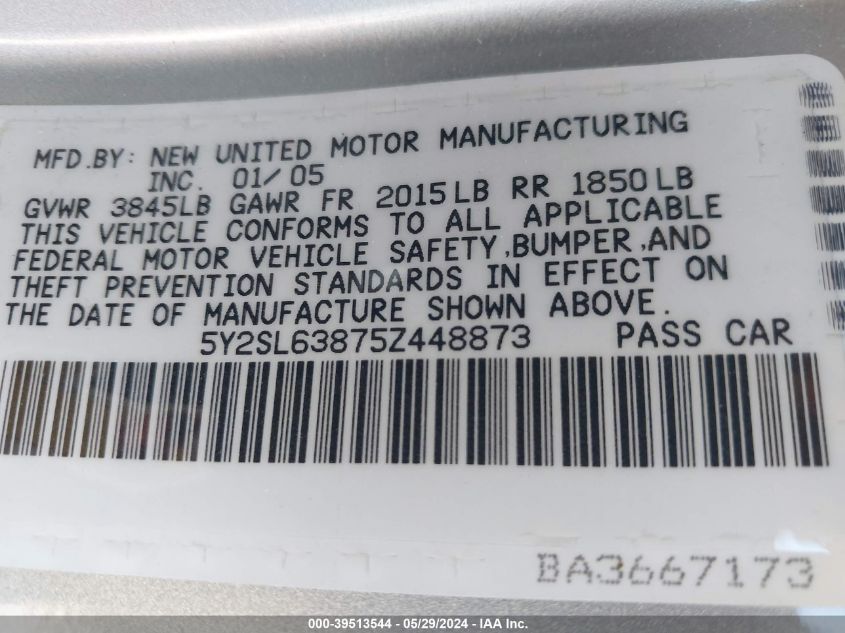 MFD.BY: NEW UNITED MOTOR MANUFACTURING
INC. 01/05
GVWR 3845LB GAWR FR 2015LB RR 1850LB
THIS VEHICLE CONFORMS TO ALL APPLICABLE
FEDERAL MOTOR VEHICLE SAFETY,BUMPER,AND
THEFT PREVENTION STANDARDS IN EFFECT ON
THE DATE OF MANUFACTURE SHOWN ABOVE.
5Y2SL63875Z448873 PASS CAR
BA3667173
000-39513544 - 05/29/2024 - IAA Inc.